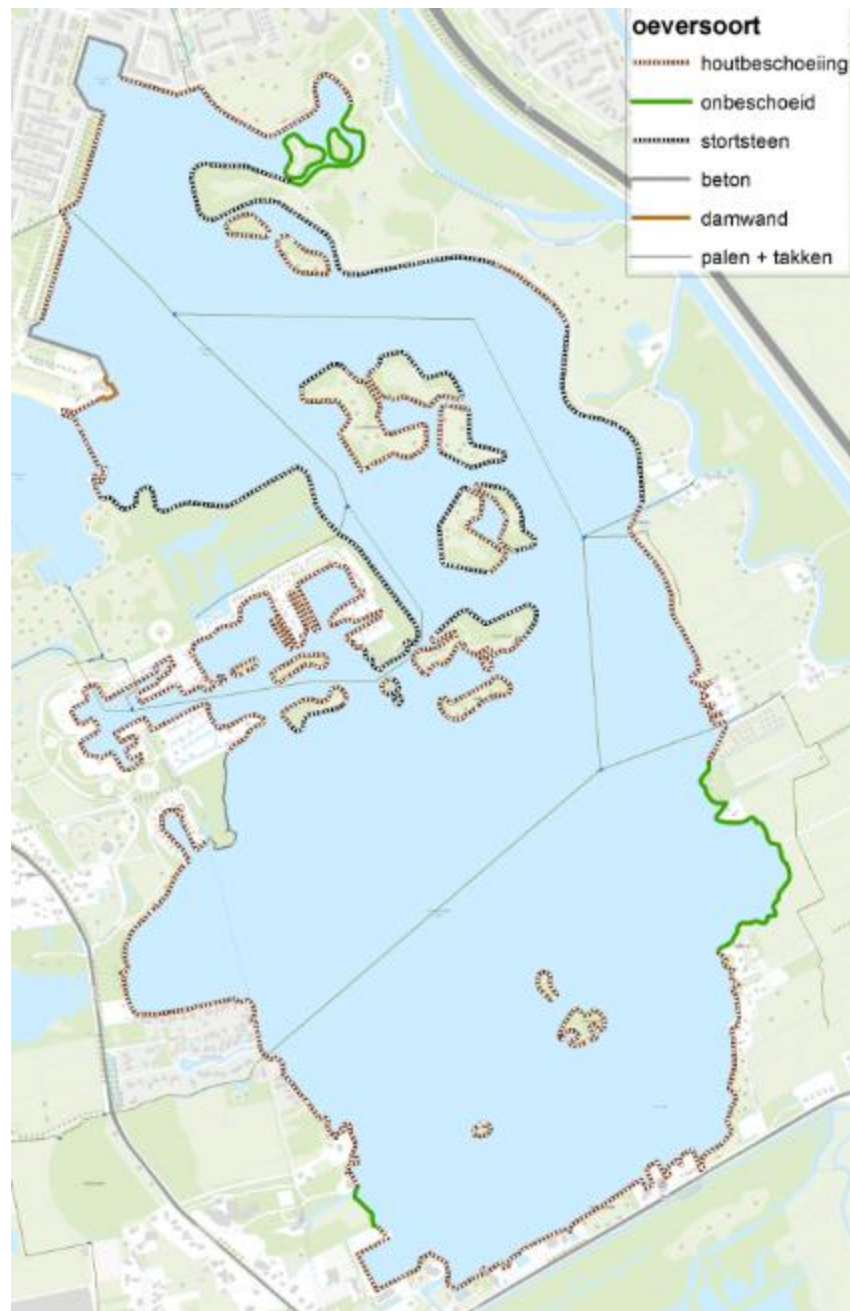 oeversoort
houtbeschoeiing
onbeschoeid
stortsteen
beton
damwand
palen + takken